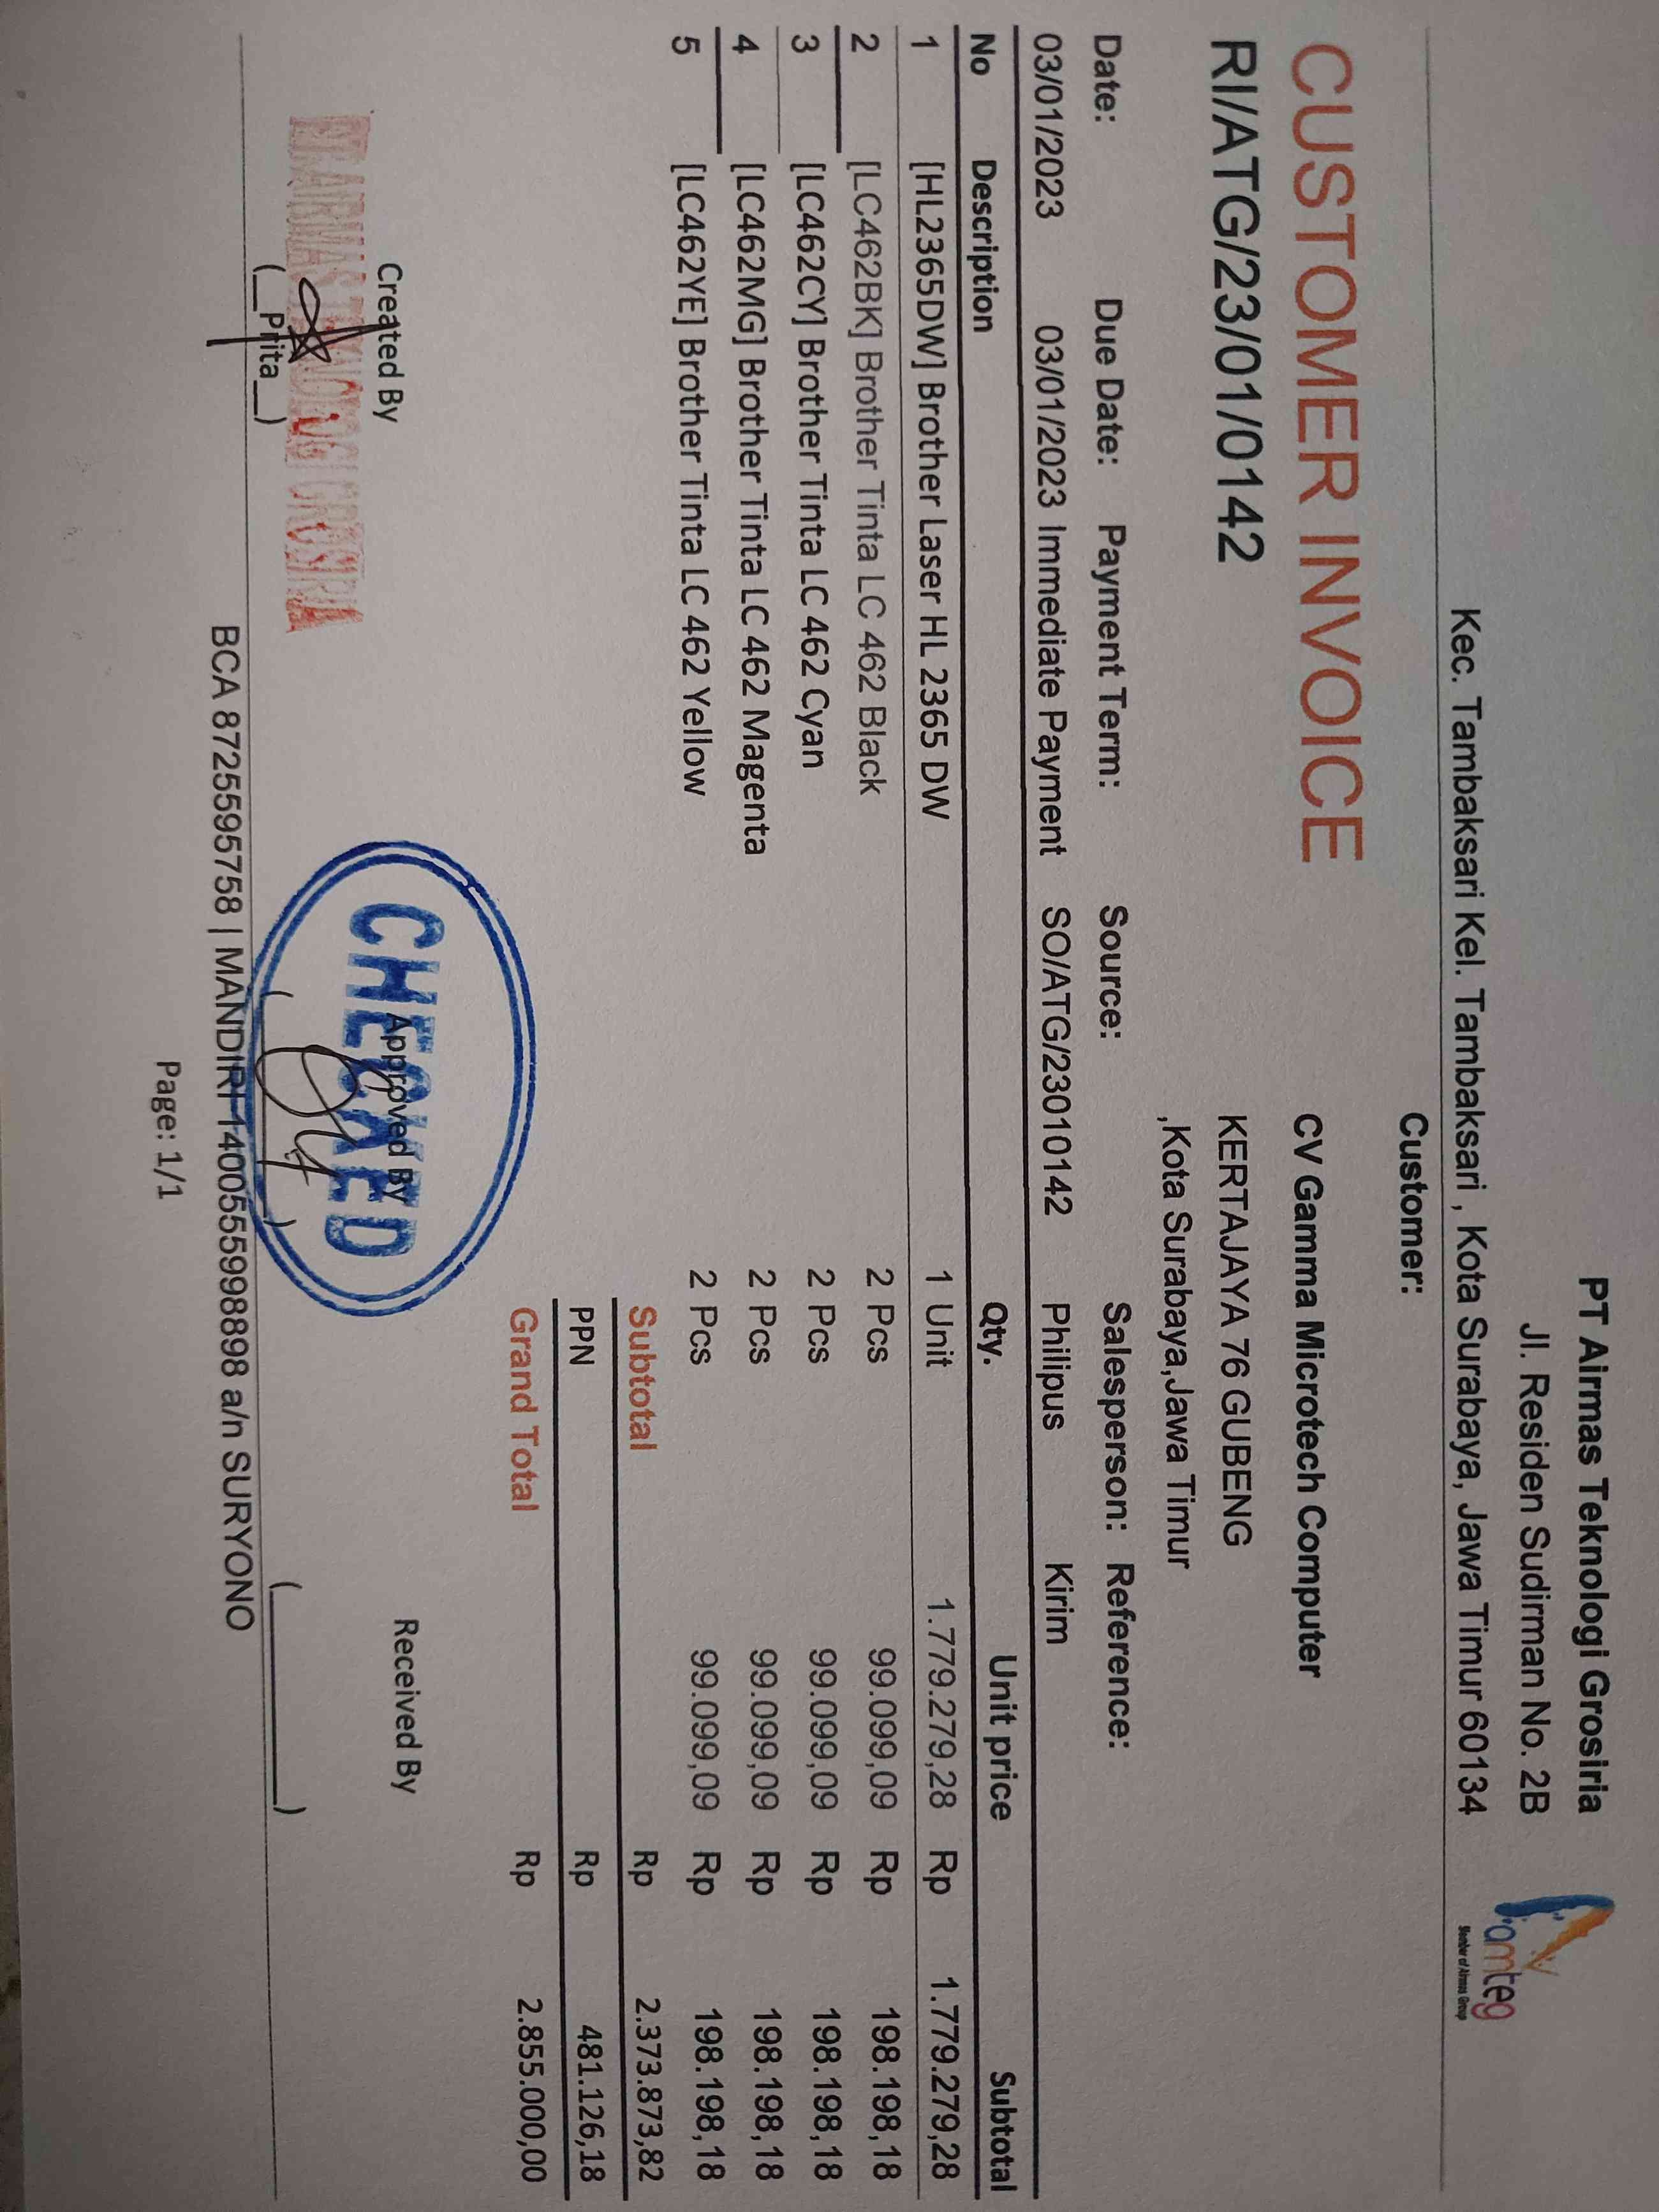 PT Airmas Teknologi Grosiria
Jl. Residen Sudirman No. 2B
Kec. Tambaksari Kel. Tambaksari , Kota Surabaya, Jawa Timur 60134
amteg
Member of Airmas Group
CUSTOMER INVOICE
RI/ATG/23/01/0142
Customer:
CV Gamma Microtech Computer
KERTAJAYA 76 GUBENG
,Kota Surabaya,Jawa Timur
Date: Due Date: Payment Term: Source: Salesperson: Reference:
03/01/2023 03/01/2023 Immediate Payment SO/ATG/23010142 Philipus Kirim
No Description Qty. Unit price Subtotal
1 [HL2365DW] Brother Laser HL 2365 DW 1 Unit 1.779.279,28 Rp 1.779.279,28
2 [LC462BK] Brother Tinta LC 462 Black 2 Pcs 99.099,09 Rp 198.198,18
3 [LC462CY] Brother Tinta LC 462 Cyan 2 Pcs 99.099,09 Rp 198.198,18
4 [LC462MG] Brother Tinta LC 462 Magenta 2 Pcs 99.099,09 Rp 198.198,18
5 [LC462YE] Brother Tinta LC 462 Yellow 2 Pcs 99.099,09 Rp 198.198,18
Subtotal Rp 2.373.873,82
PPN Rp 481.126,18
Grand Total Rp 2.855.000,00
Created By Approved By Received By
CHECKED
(__Prita__) (________) (________)
BCA 8725595758 | MANDIRI 1400555998898 a/n SURYONO
Page: 1/1